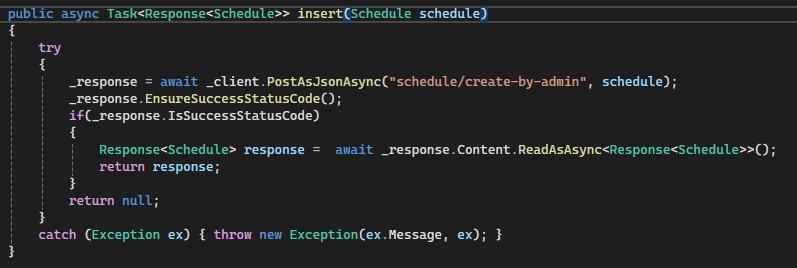 public async Task<Response<Schedule>> insert(Schedule schedule)
{
try
{
_response = await _client.PostAsJsonAsync("schedule/create-by-admin", schedule);
_response.EnsureSuccessStatusCode();
if(_response.IsSuccessStatusCode)
{
Response<Schedule> response =  await _response.Content.ReadAsAsync<Response<Schedule>>();
return response;
}
return null;
}
catch (Exception ex) { throw new Exception(ex.Message, ex); }
}